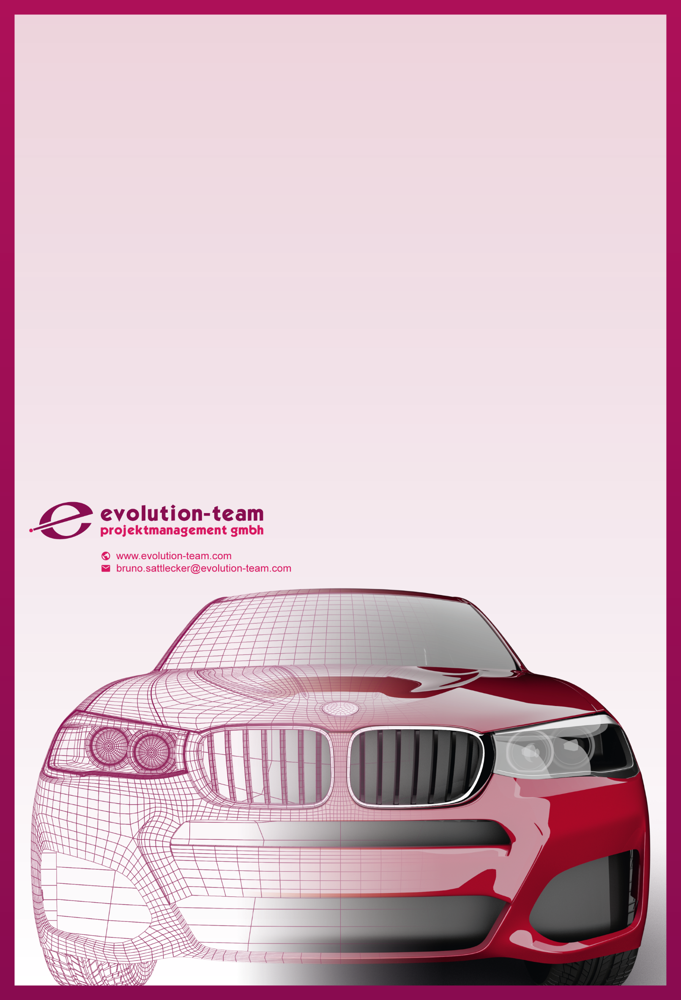 evolution-team
projektmanagement gmbh
www.evolution-team.com
bruno.sattlecker@evolution-team.com